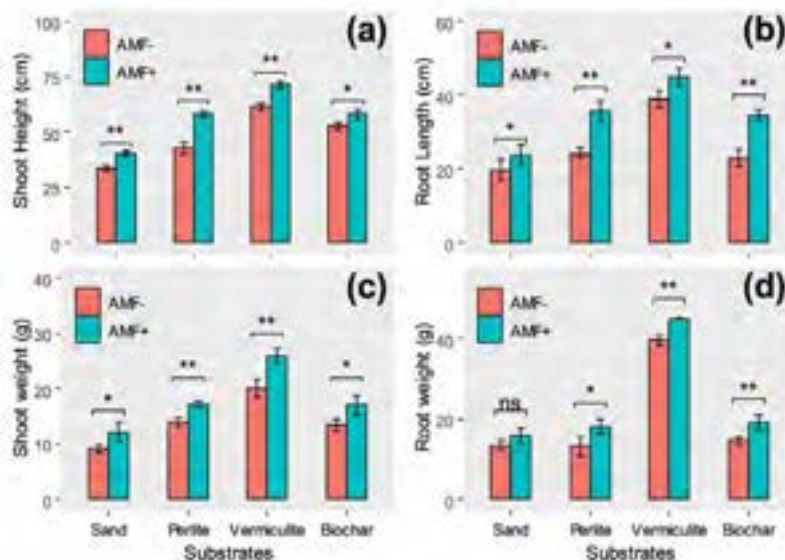 (a)
AMF-
AMF+
Shoot Height (cm)
100
75
50
25
0
**
**
**
*
(b)
AMF-
AMF+
Root Length (cm)
60
40
20
0
*
**
*
**
(c)
AMF-
AMF+
Shoot weight (g)
40
30
20
10
0
*
**
**
*
Sand Perlite Vermiculite Biochar
Substrates
(d)
AMF-
AMF+
Root weight (g)
40
20
0
ns
*
**
**
Sand Perlite Vermiculite Biochar
Substrates